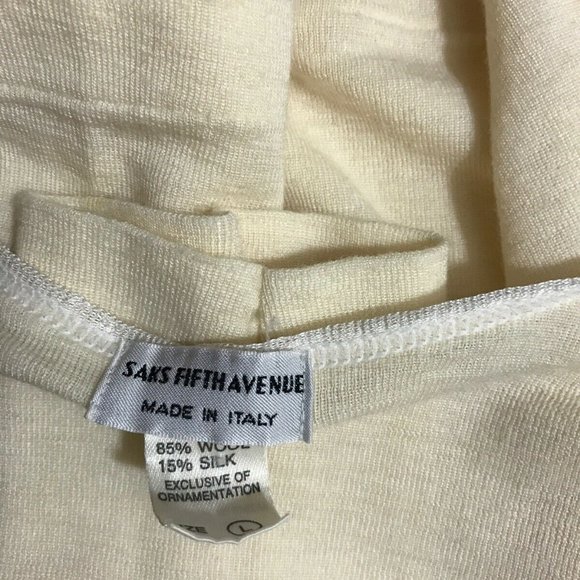 SAKS FIFTH AVENUE
MADE IN ITALY
85% WOOL
15% SILK
EXCLUSIVE OF
ORNAMENTATION
L